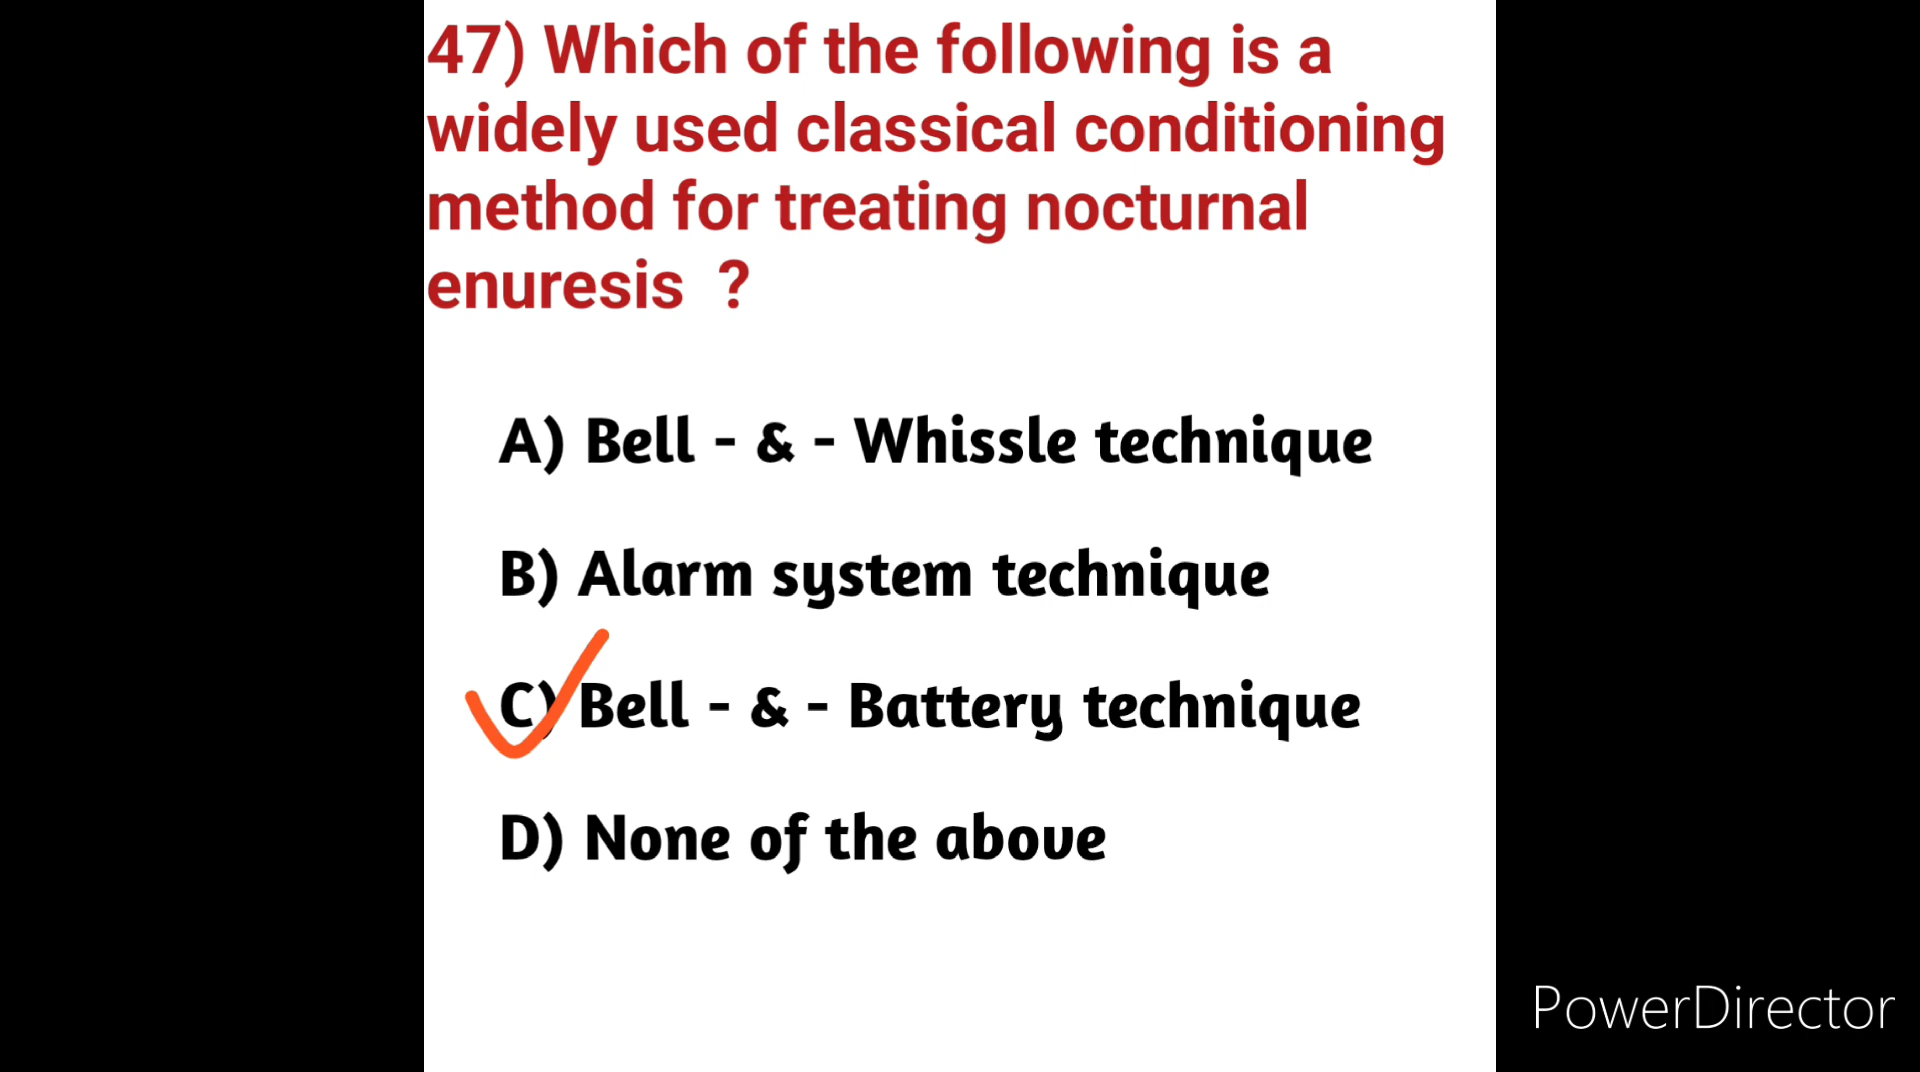 47) Which of the following is a
widely used classical conditioning
method for treating nocturnal
enuresis ?
A) Bell - & - Whissle technique
B) Alarm system technique
C) Bell - & - Battery technique
D) None of the above
PowerDirector